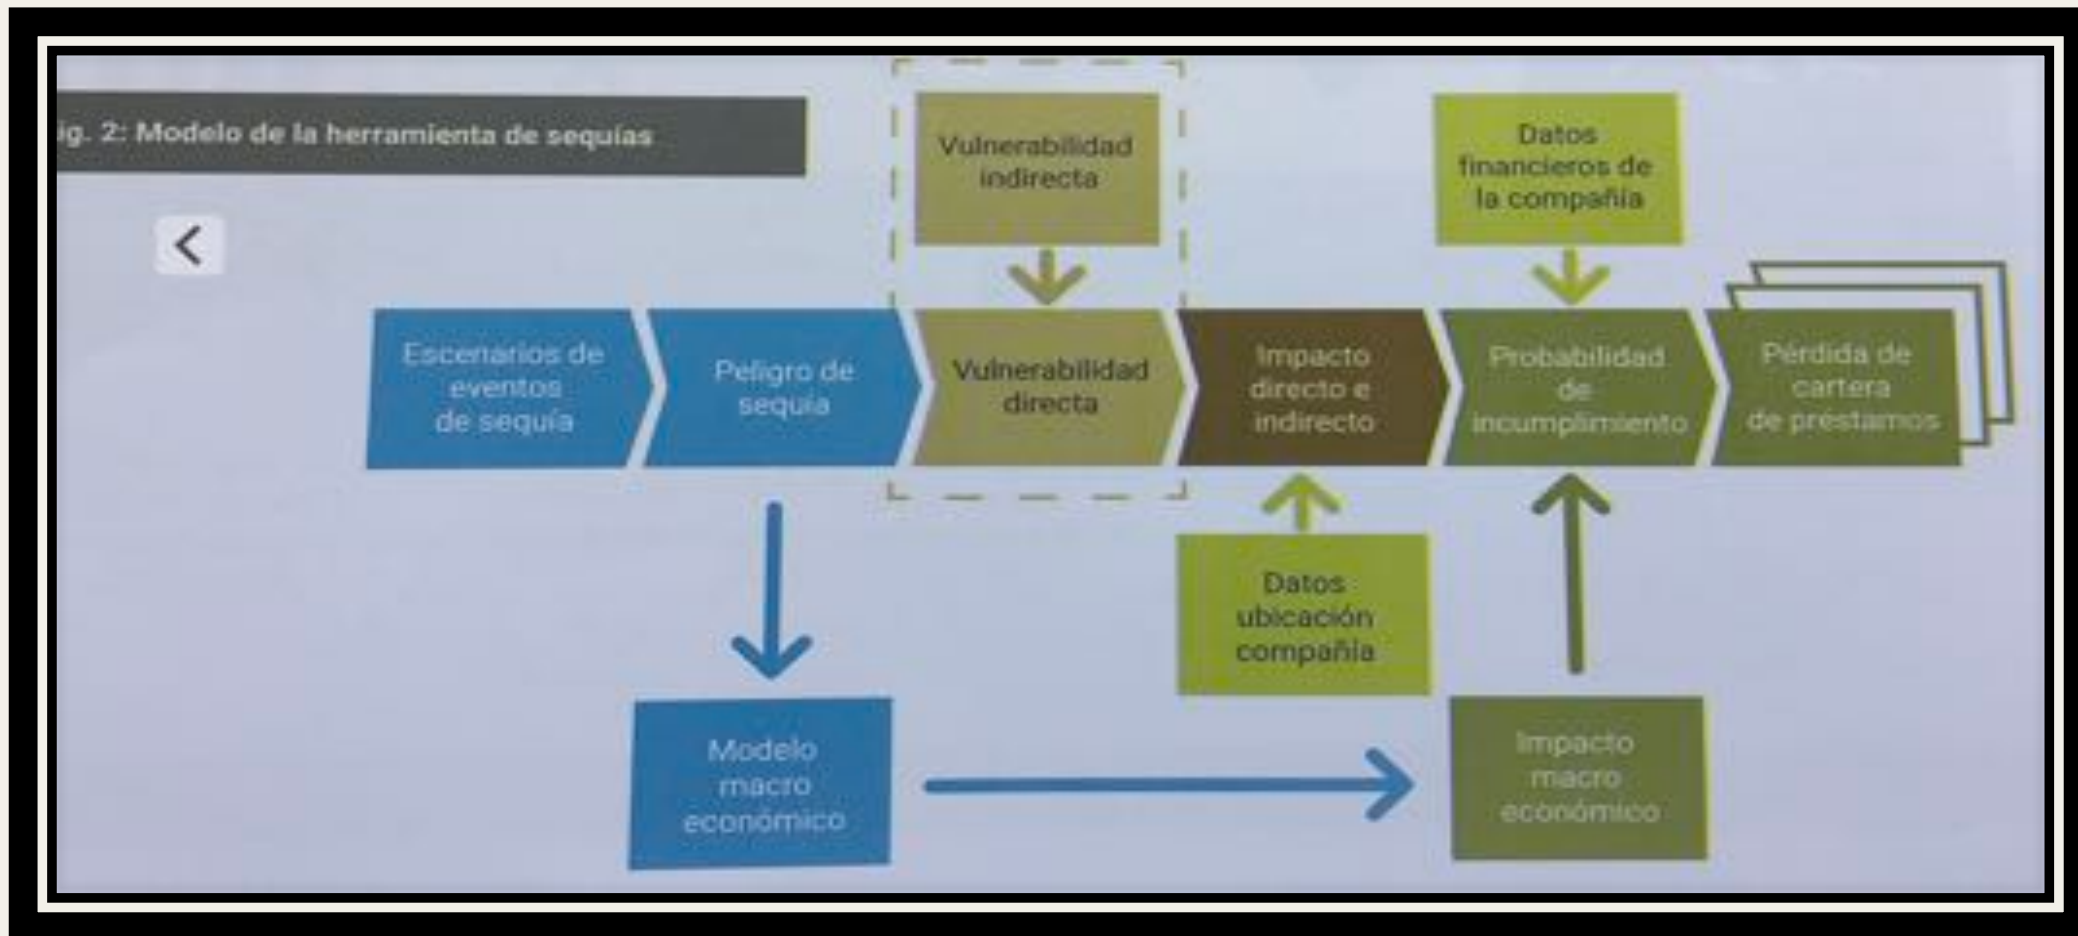 ig. 2: Modelo de la herramienta de sequías
Vulnerabilidad
indirecta
Datos
financieros de
la compañía
Escenarios de
eventos
de sequía
Peligro de
sequía
Vulnerabilidad
directa
Impacto
directo e
indirecto
Probabilidad
de
incumplimiento
Pérdida de
cartera
de préstamos
Datos
ubicación
compañía
Modelo
macro
económico
Impacto
macro
económico